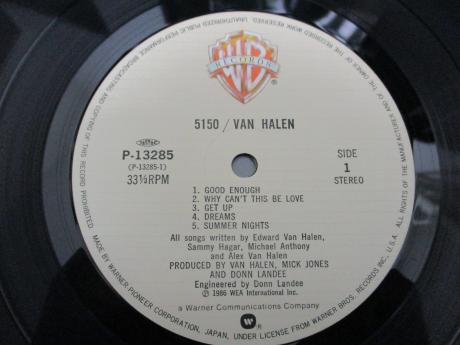 WB
RECORDS
®
5150 / VAN HALEN
P-13285
(P-13285-1)
33⅓RPM
SIDE
1
STEREO
1. GOOD ENOUGH
2. WHY CAN'T THIS BE LOVE
3. GET UP
4. DREAMS
5. SUMMER NIGHTS
All songs written by Edward Van Halen,
Sammy Hagar, Michael Anthony
and Alex Van Halen
PRODUCED BY VAN HALEN, MICK JONES
AND DONN LANDEE
Engineered by Donn Landee
℗ 1986 WEA International Inc.
a Warner Communications Company
MADE BY WARNER-PIONEER CORPORATION, JAPAN, UNDER LICENSE FROM WARNER BROS. RECORDS INC., U.S.A. ALL RIGHTS OF THE MANUFACTURER AND OF THE OWNER OF THE RECORDED WORK RESERVED. UNAUTHORIZED PUBLIC PERFORMANCE, BROADCASTING AND COPYING OF THIS RECORD PROHIBITED.